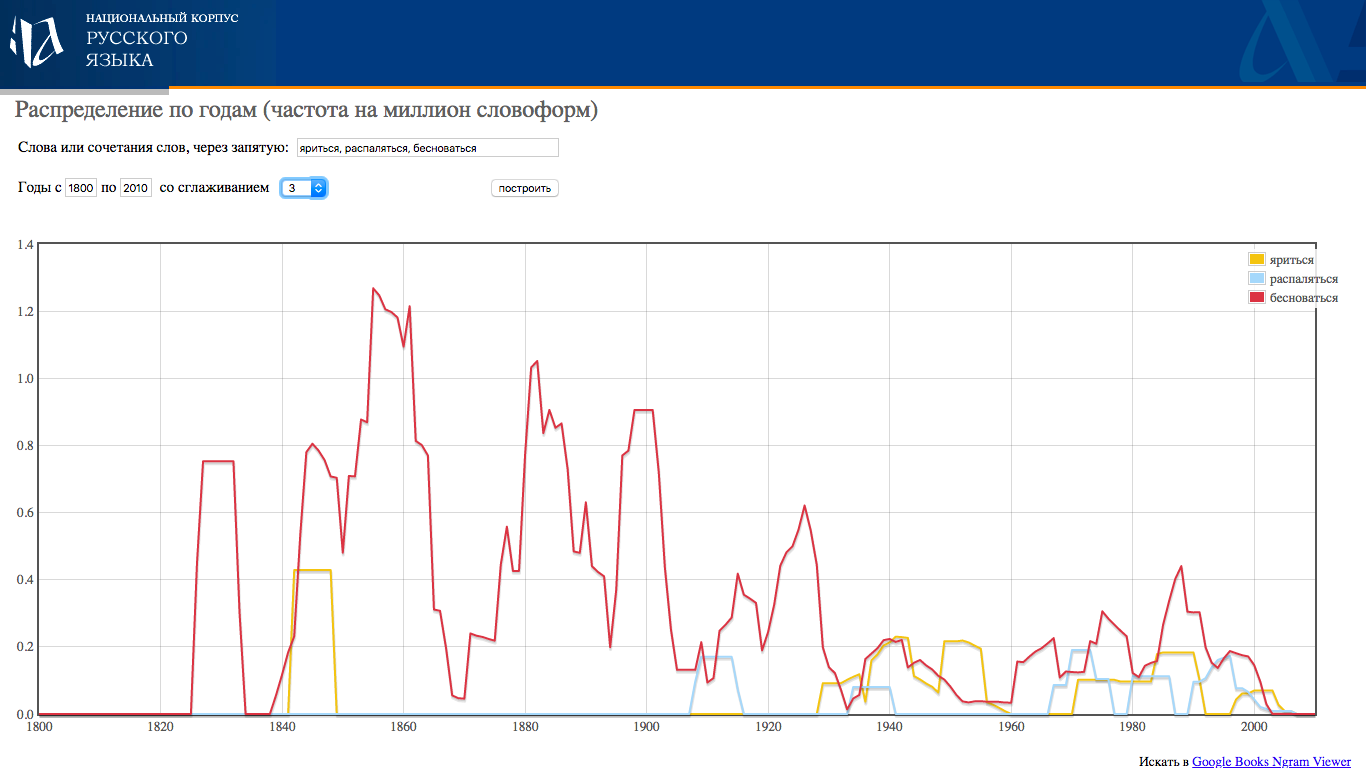 НАЦИОНАЛЬНЫЙ КОРПУС
РУССКОГО
ЯЗЫКА
Распределение по годам (частота на миллион словоформ)
Слова или сочетания слов, через запятую: яриться, распаляться, бесноваться
Годы с 1800 по 2010 со сглаживанием 3 построить
1.4
яриться
распаляться
бесноваться
1.2
1.0
0.8
0.6
0.4
0.2
0.0
1800 1820 1840 1860 1880 1900 1920 1940 1960 1980 2000
Искать в Google Books Ngram Viewer